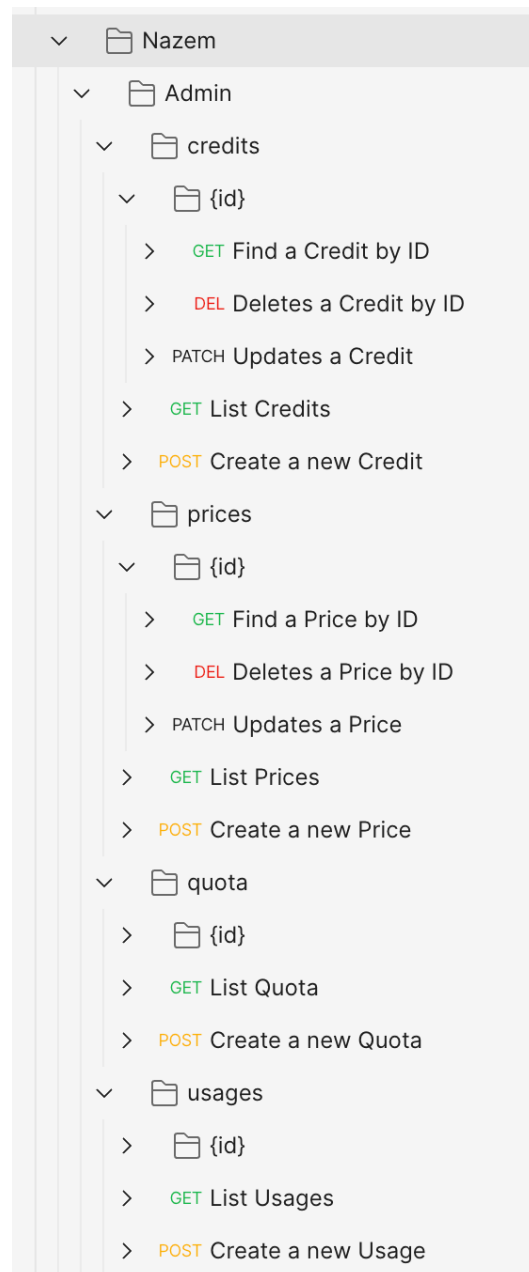 Nazem
Admin
credits
{id}
GET Find a Credit by ID
DEL Deletes a Credit by ID
PATCH Updates a Credit
GET List Credits
POST Create a new Credit
prices
{id}
GET Find a Price by ID
DEL Deletes a Price by ID
PATCH Updates a Price
GET List Prices
POST Create a new Price
quota
{id}
GET List Quota
POST Create a new Quota
usages
{id}
GET List Usages
POST Create a new Usage